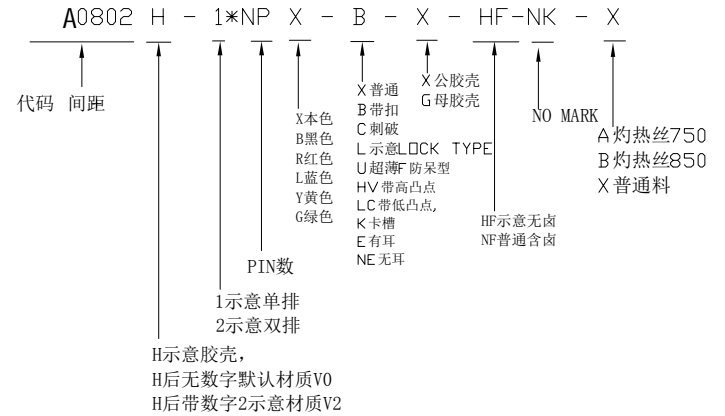 A0802 H - 1*NP X - B - X - HF-NK - X
代码 间距
X本色
B黑色
R红色
L蓝色
Y黄色
G绿色
X普通
B带扣
C刺破
L示意LOCK TYPE
U超薄F防呆型
HV带高凸点
LC带低凸点,
K卡槽
E有耳
NE无耳
X公胶壳
G母胶壳
NO MARK
A灼热丝750
B灼热丝850
X普通料
HF示意无卤
NF普通含卤
PIN数
1示意单排
2示意双排
H示意胶壳,
H后无数字默认材质V0
H后带数字2示意材质V2